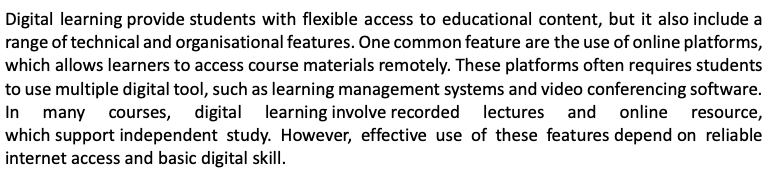 Digital learning provide students with flexible access to educational content, but it also include a
range of technical and organisational features. One common feature are the use of online platforms,
which allows learners to access course materials remotely. These platforms often requires students
to use multiple digital tool, such as learning management systems and video conferencing software.
In many courses, digital learning involve recorded lectures and online resource,
which support independent study. However, effective use of these features depend on reliable
internet access and basic digital skill.